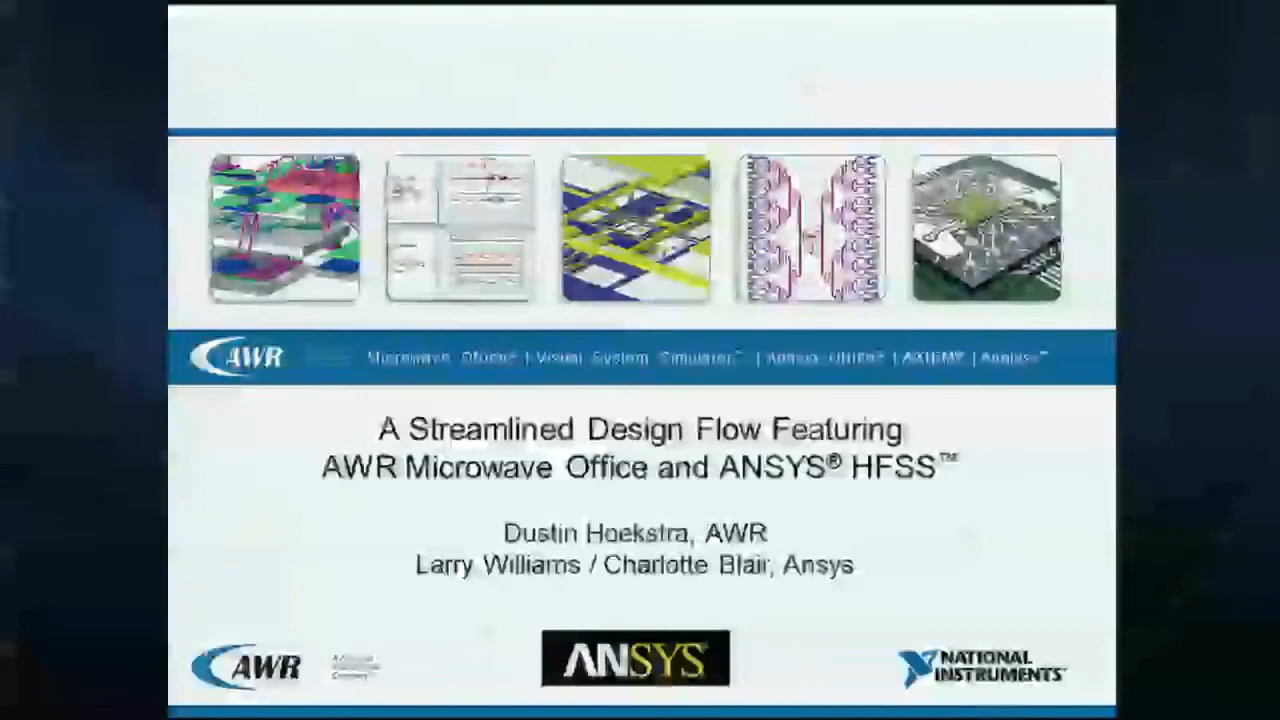 AWR
Microwave Office® | Visual System Simulator™ | Analog Office® | AXIEM® | Analyst™
A Streamlined Design Flow Featuring
AWR Microwave Office and ANSYS® HFSS™
Dustin Hoekstra, AWR
Larry Williams / Charlotte Blair, Ansys
AWR
ANSYS
NATIONAL
INSTRUMENTS™